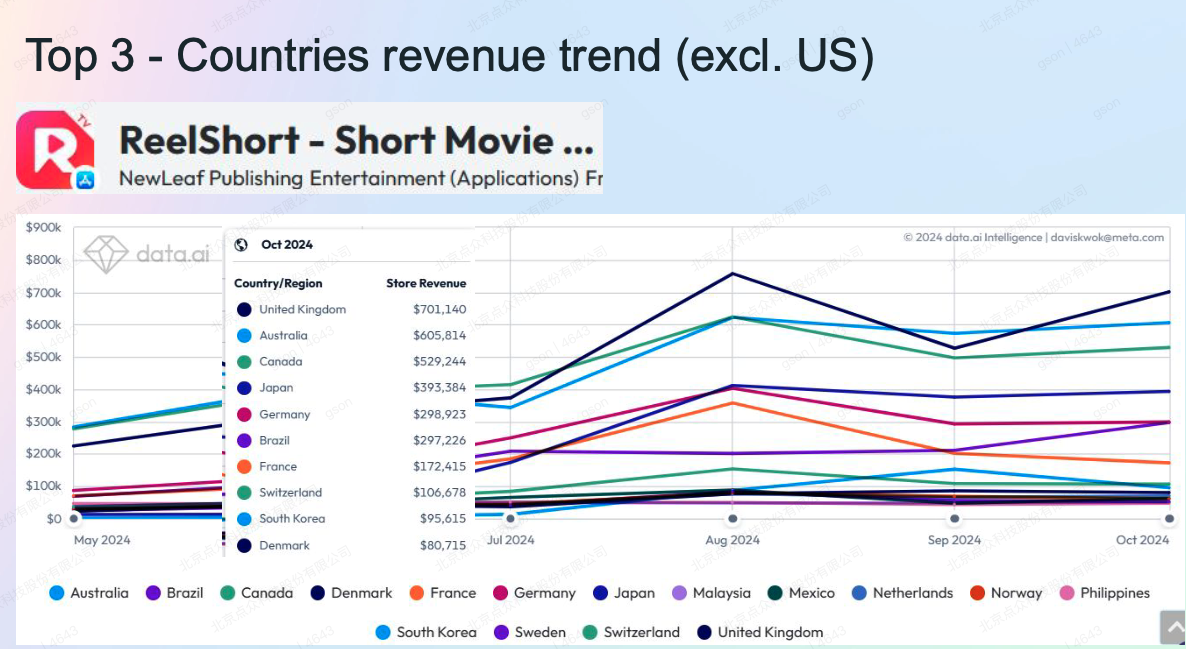 Top 3 - Countries revenue trend (excl. US)
TV
ReelShort - Short Movie ...
NewLeaf Publishing Entertainment (Applications) Fr
$900k
$800k
$700k
$600k
$500k
$400k
$300k
$200k
$100k
$0
data.ai
© 2024 data.ai Intelligence | daviskwok@meta.com
Oct 2024
Country/Region Store Revenue
United Kingdom $701,140
Australia $605,814
Canada $529,244
Japan $393,384
Germany $298,923
Brazil $297,226
France $172,415
Switzerland $106,678
South Korea $95,615
Denmark $80,715
May 2024 Jul 2024 Aug 2024 Sep 2024 Oct 2024
Australia Brazil Canada Denmark France Germany Japan Malaysia Mexico Netherlands Norway Philippines
South Korea Sweden Switzerland United Kingdom